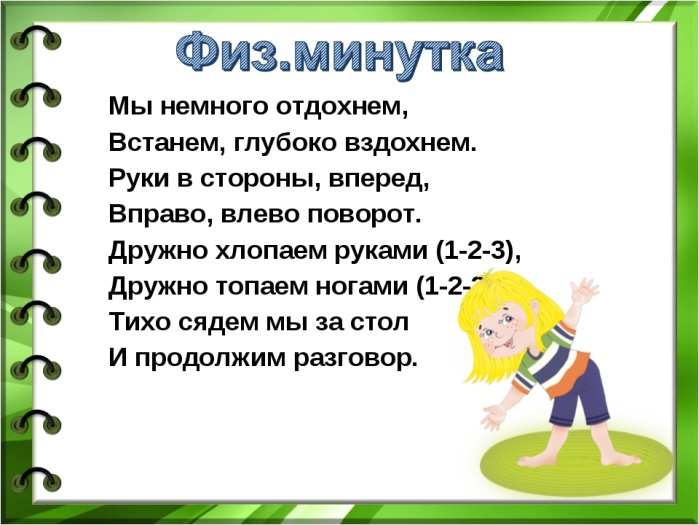 Физ.минутка
Мы немного отдохнем,
Встанем, глубоко вздохнем.
Руки в стороны, вперед,
Вправо, влево поворот.
Дружно хлопаем руками (1-2-3),
Дружно топаем ногами (1-2-
Тихо сядем мы за стол
И продолжим разговор.